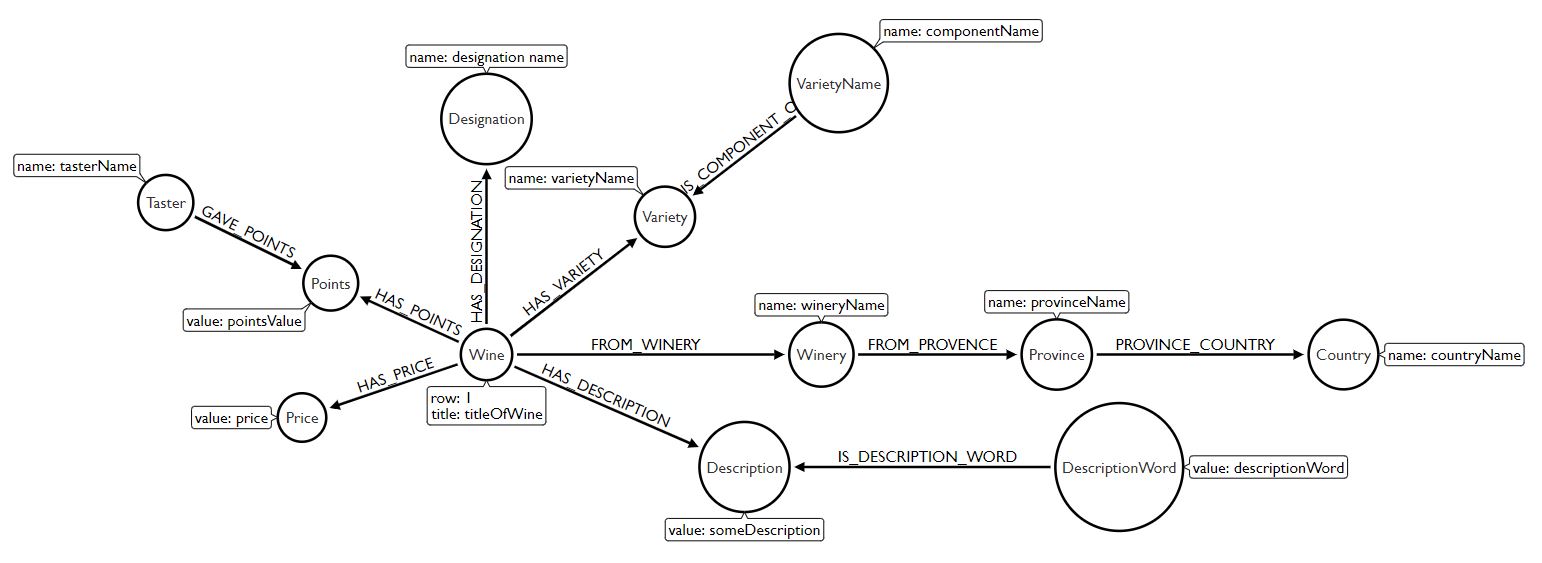 name: componentName
name: designation name
VarietyName
Designation
IS_COMPONENT_O
name: tasterName
name: varietyName
Taster
Variety
GAVE_POINTS
HAS_DESIGNATION
HAS_VARIETY
Points
HAS_POINTS
value: pointsValue
name: wineryName
name: provinceName
Wine
FROM_WINERY
Winery
FROM_PROVENCE
Province
PROVINCE_COUNTRY
Country
name: countryName
HAS_PRICE
HAS_DESCRIPTION
row: 1
title: titleOfWine
value: price
Price
Description
IS_DESCRIPTION_WORD
DescriptionWord
value: descriptionWord
value: someDescription